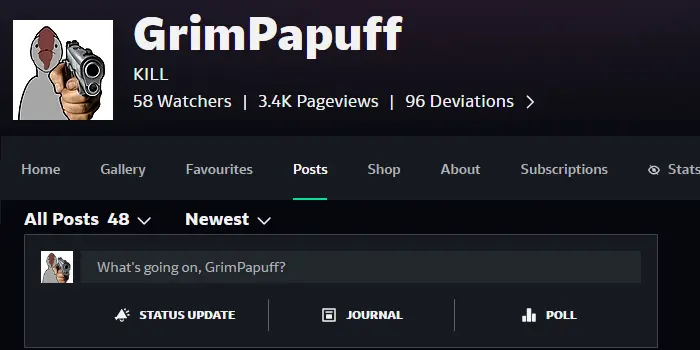 GrimPapuff
KILL
58 Watchers | 3.4K Pageviews | 96 Deviations
Home Gallery Favourites Posts Shop About Subscriptions Stats
All Posts 48 Newest
What's going on, GrimPapuff?
STATUS UPDATE JOURNAL POLL